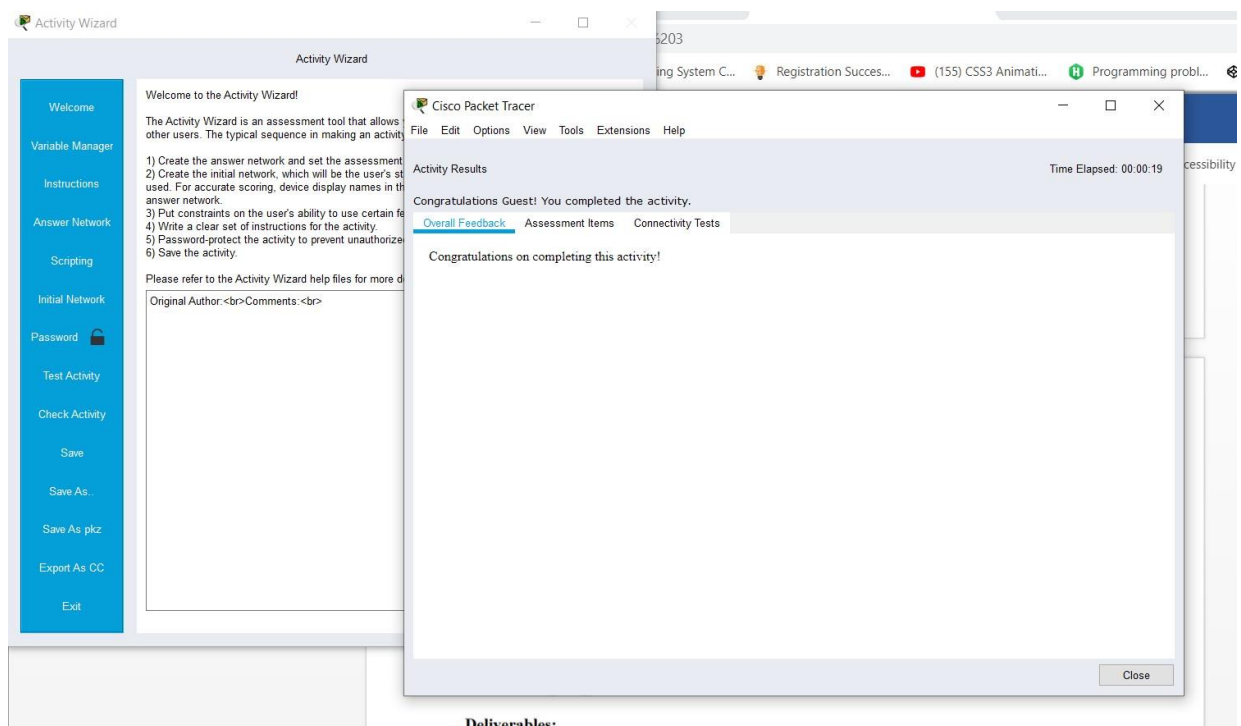 Activity Wizard
6203
Activity Wizard
ing System C...
Registration Succes...
(155) CSS3 Animati...
Programming probl...
Welcome
Variable Manager
Instructions
Answer Network
Scripting
Initial Network
Password
Test Activity
Check Activity
Save
Save As..
Save As pkz
Export As CC
Exit
Welcome to the Activity Wizard!
The Activity Wizard is an assessment tool that allows
other users. The typical sequence in making an activity
1) Create the answer network and set the assessment
2) Create the initial network, which will be the user's
used. For accurate scoring, device display names in
answer network.
3) Put constraints on the user's ability to use certain
4) Write a clear set of instructions for the activity.
5) Password-protect the activity to prevent
6) Save the activity.
Please refer to the Activity Wizard help files for more
Original Author:<br>Comments:<br>
Cisco Packet Tracer
File Edit Options View Tools Extensions Help
Activity Results
Time Elapsed: 00:00:19
Congratulations Guest! You completed the activity.
Overall Feedback Assessment Items Connectivity Tests
Congratulations on completing this activity!
Close
cessibility
Deliverables: